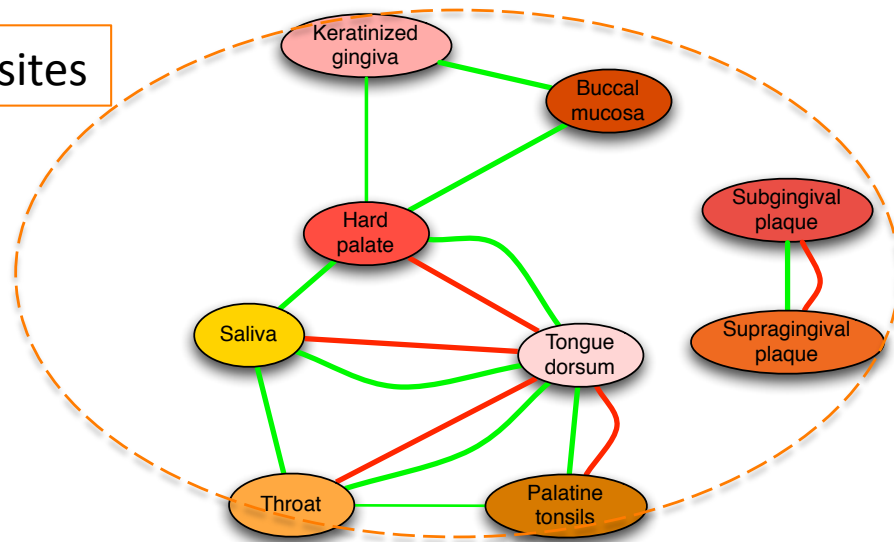 sites
Keratinized
gingiva
Buccal
mucosa
Subgingival
plaque
Hard
palate
Saliva
Tongue
dorsum
Supragingival
plaque
Throat
Palatine
tonsils